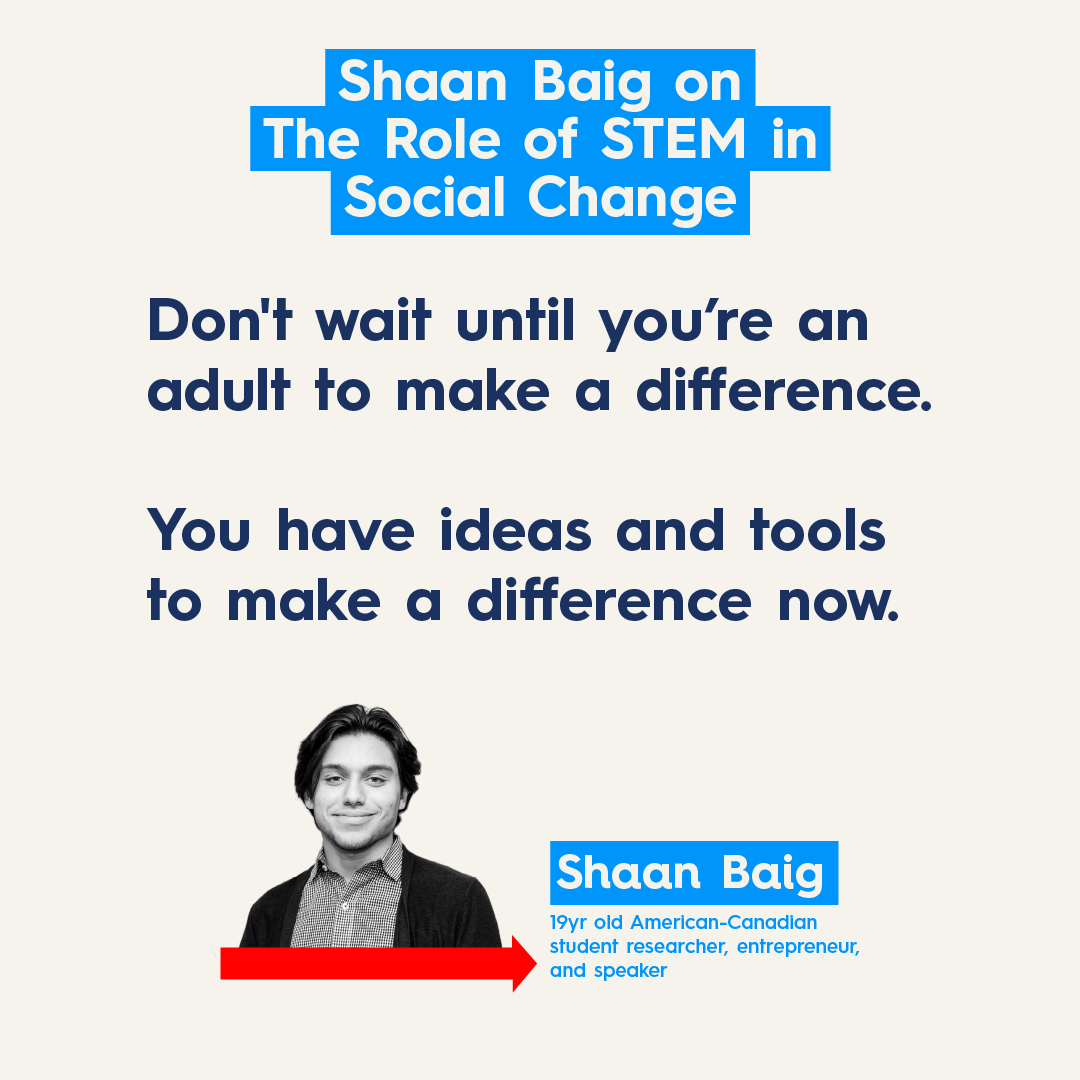 Shaan Baig on
The Role of STEM in
Social Change
Don't wait until you’re an
adult to make a difference.
You have ideas and tools
to make a difference now.
Shaan Baig
19yr old American-Canadian
student researcher, entrepreneur,
and speaker